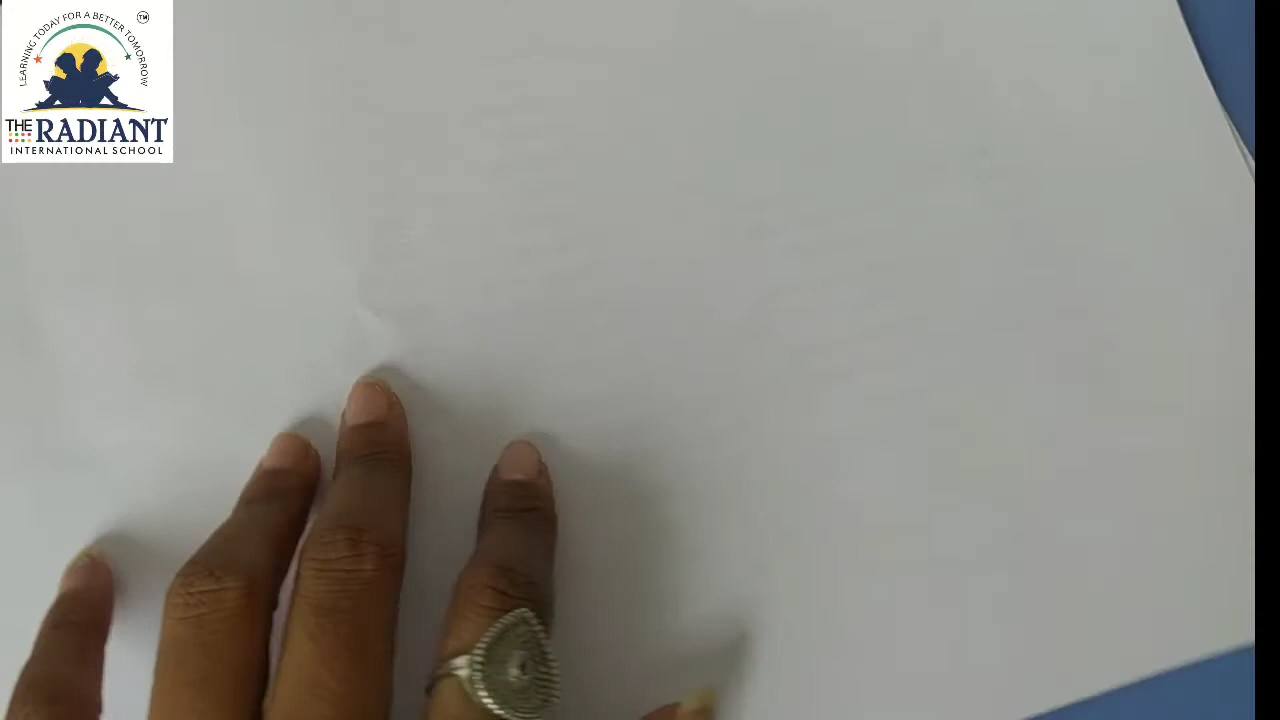 LEARNING TODAY FOR A BETTER TOMORROW
TM
THE RADIANT
INTERNATIONAL SCHOOL